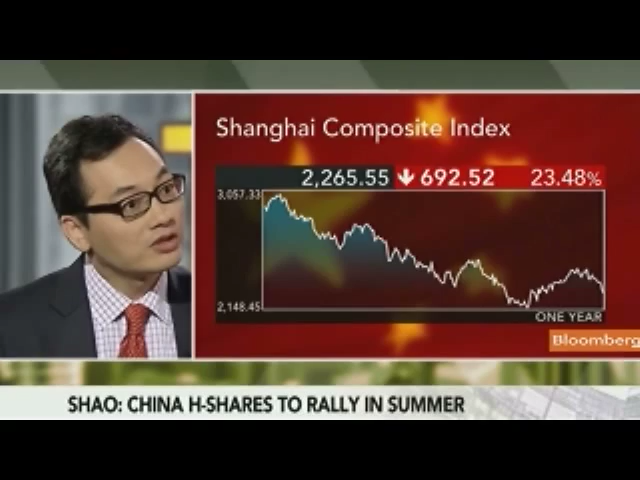 Shanghai Composite Index
2,265.55 692.52 23.48%
3,057.33
2,148.45
ONE YEAR
Bloomberg
SHAO: CHINA H-SHARES TO RALLY IN SUMMER